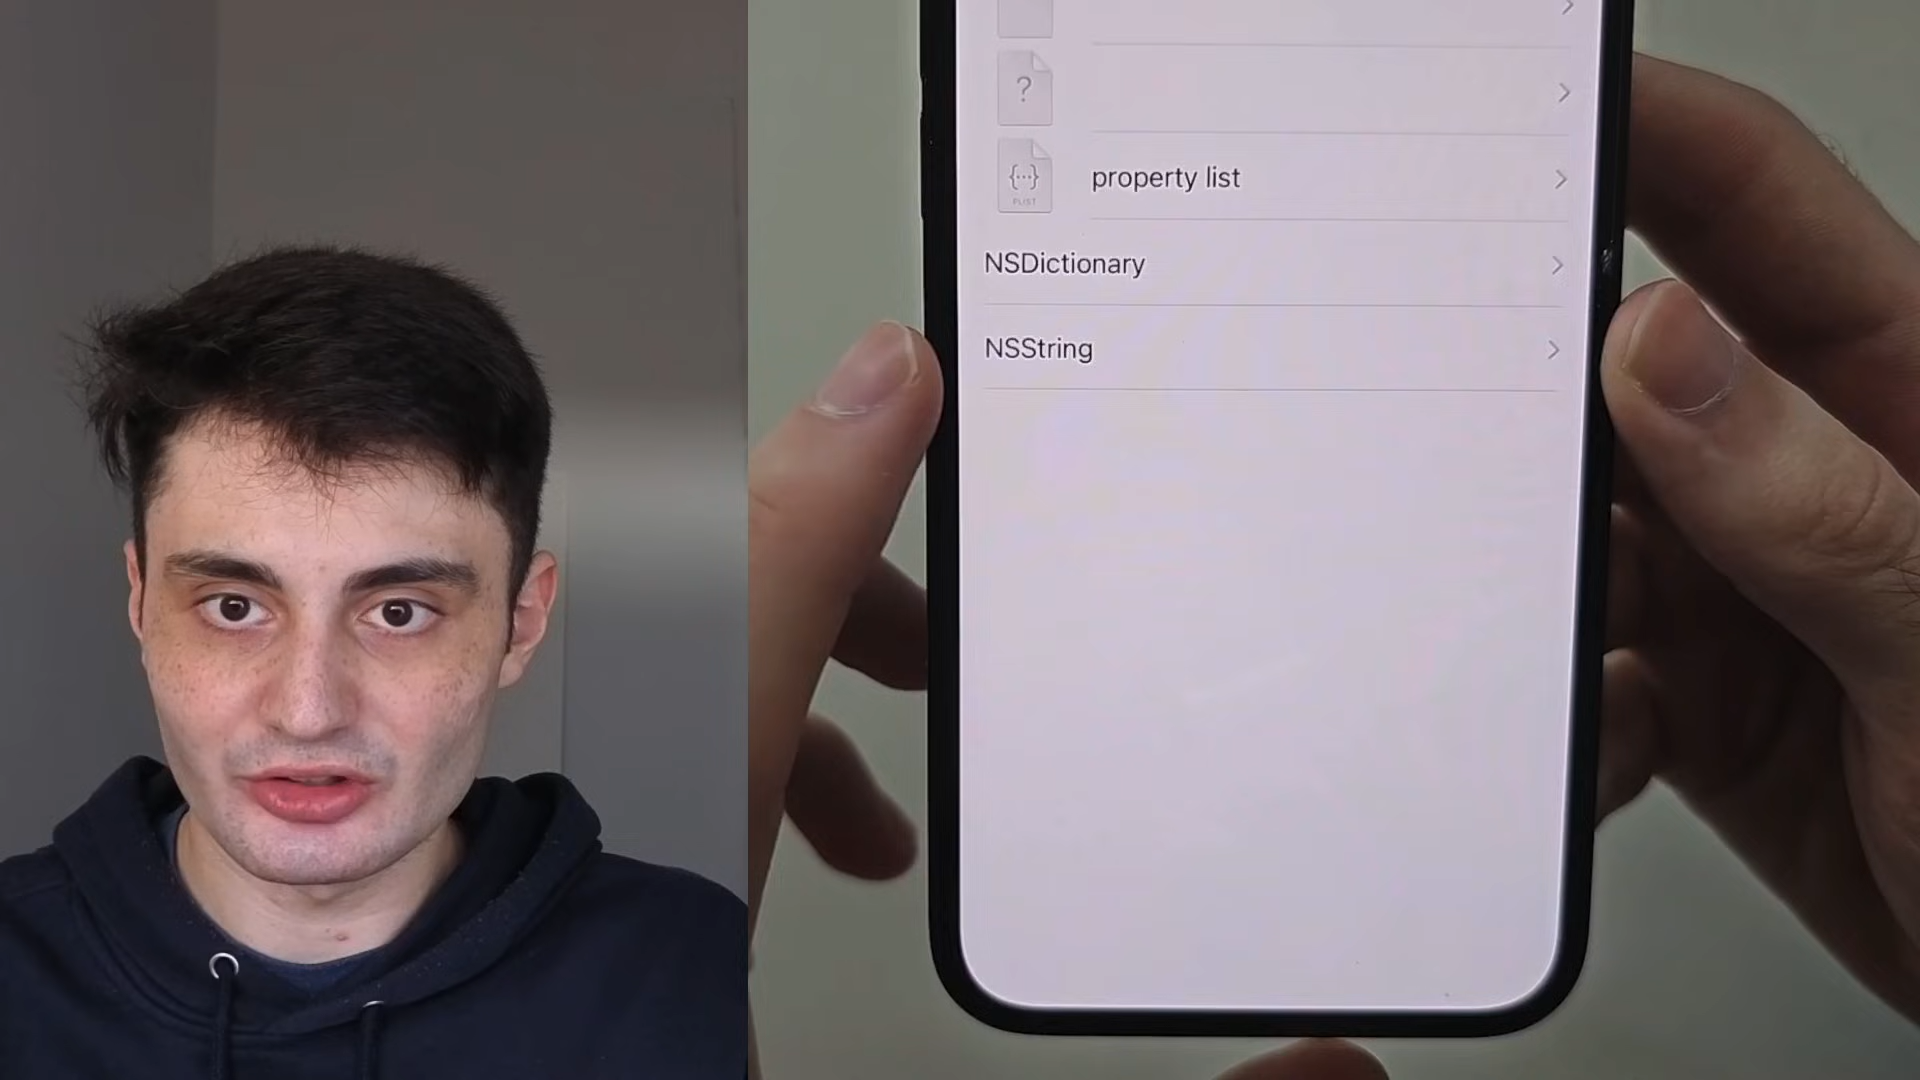 ?
{...}
PLIST
property list
NSDictionary
NSString